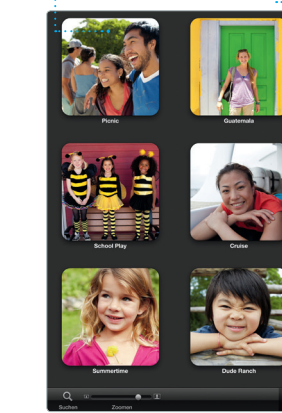 Picnic
Guatemala
School Play
Cruise
Summertime
Dude Ranch
Suchen
Zoomen